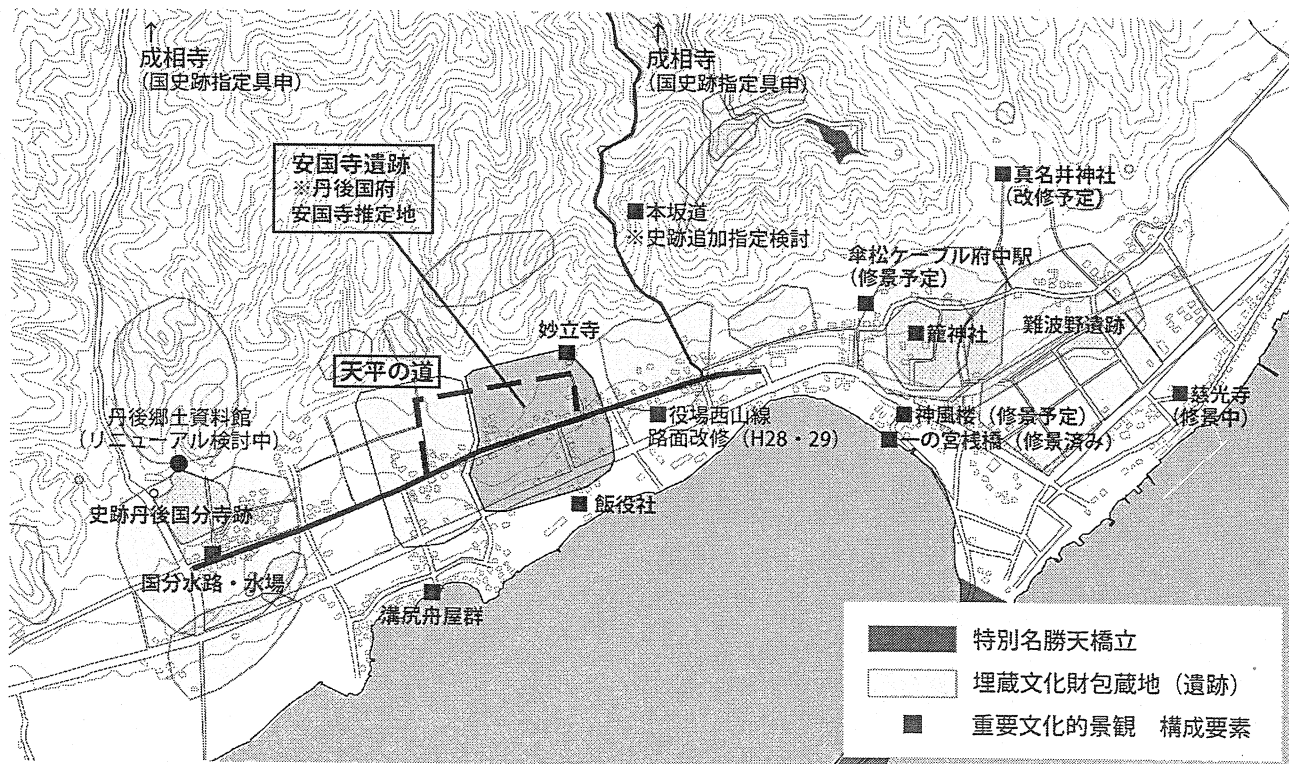 ↑
成相寺
(国史跡指定具申)
↑
成相寺
(国史跡指定具申)
安国寺遺跡
※丹後国府
安国寺推定地
■本坂道
※史跡追加指定検討
■真名井神社
(改修予定)
傘松ケーブル府中駅
(修景予定)
■籠神社
難波野遺跡
妙立寺
天平の道
丹後郷土資料館
(リニューアル検討中)
■役場西山線
路面改修（H28・29）
■神風楼（修景予定）
■一の宮桟橋（修景済み）
■慈光寺
(修景中)
■飯役社
史跡丹後国分寺跡
国分水路・水場
溝尻舟屋群
特別名勝天橋立
埋蔵文化財包蔵地（遺跡）
■ 重要文化的景観　構成要素